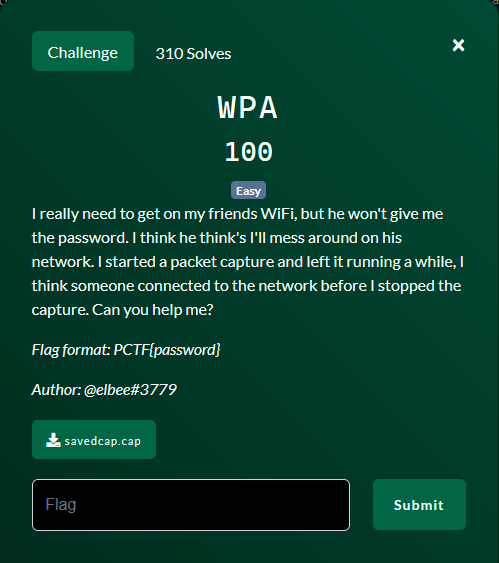 Challenge 310 Solves ×
WPA
100
Easy
I really need to get on my friends WiFi, but he won't give me
the password. I think he think's I'll mess around on his
network. I started a packet capture and left it running a while, I
think someone connected to the network before I stopped the
capture. Can you help me?
Flag format: PCTF{password}
Author: @elbee#3779
savedcap.cap
Flag Submit